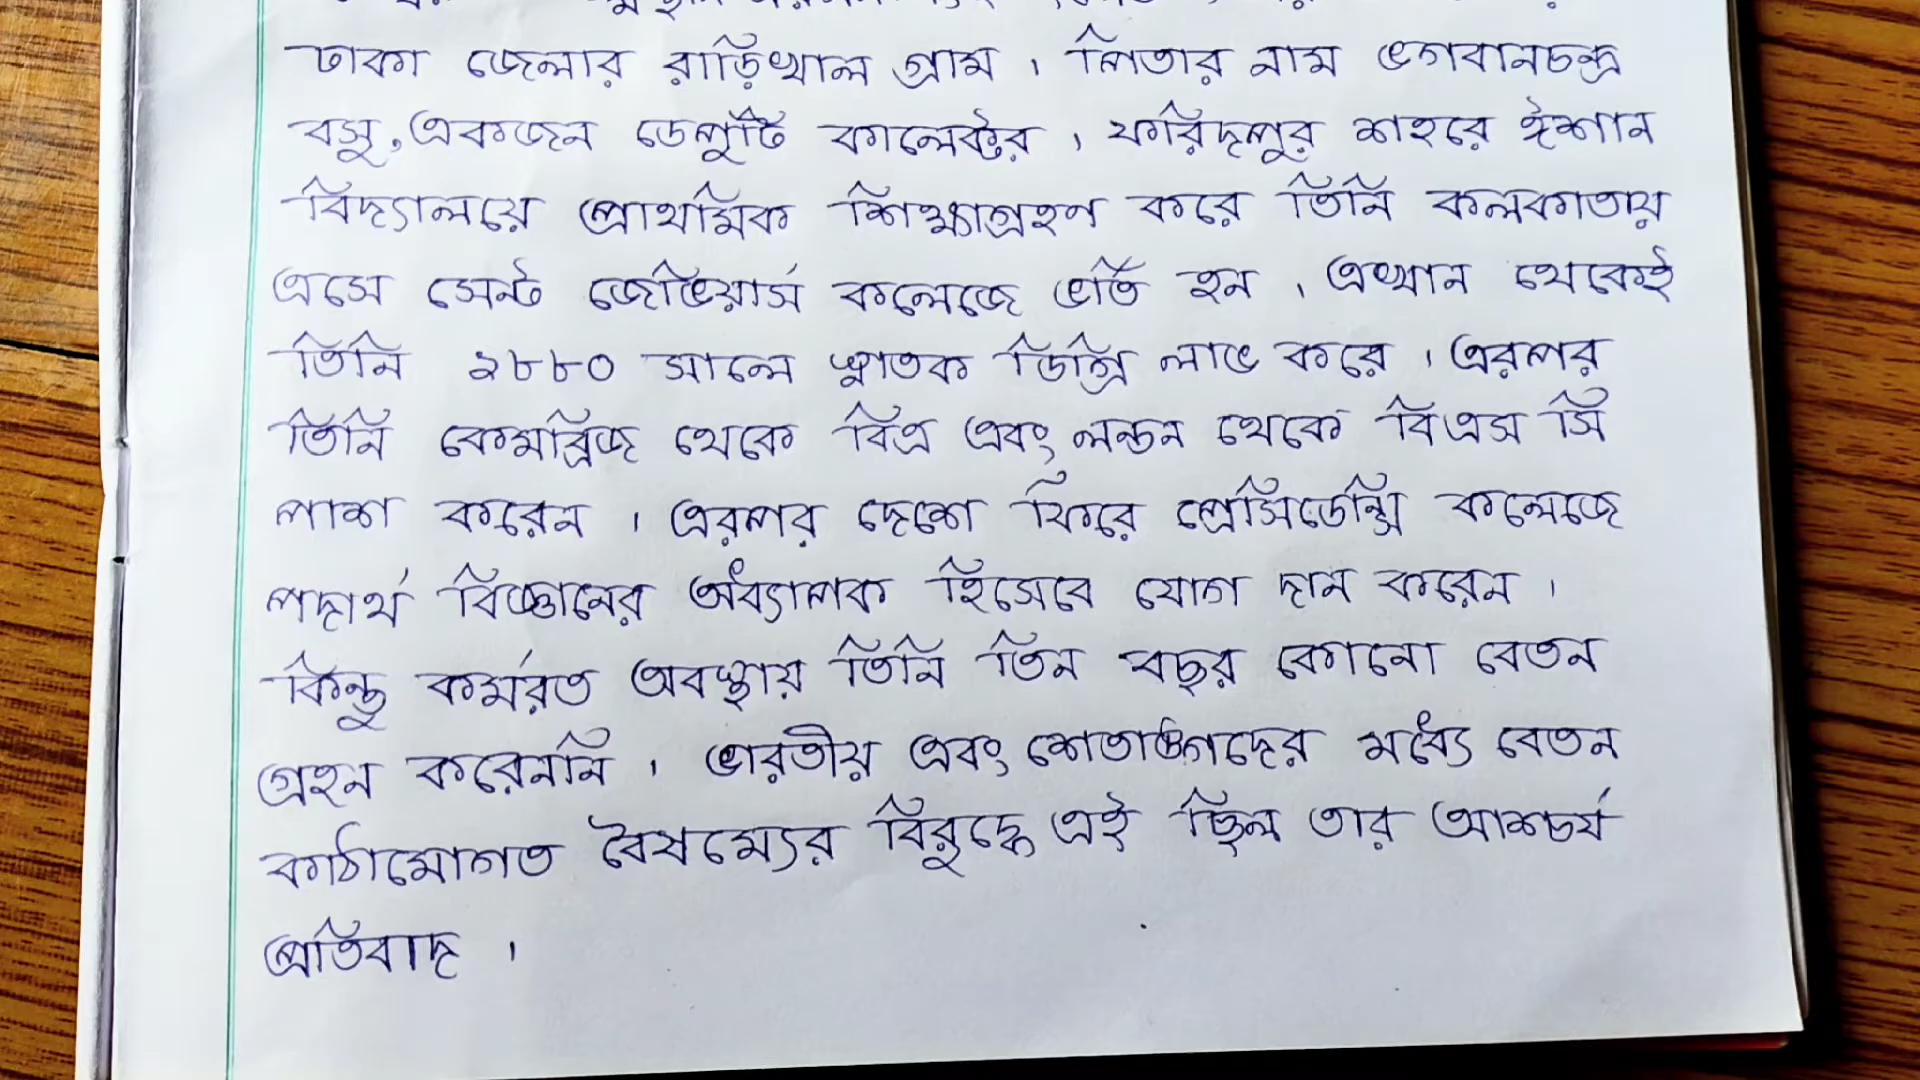 ঢাকা জেলার রাড়িখাল গ্রাম । পিতার নাম ভগবানচন্দ্র
বসু, একজন ডেপুটি কালেক্টর । ফরিদপুর শহরে ঈশান
বিদ্যালয়ে প্রাথমিক শিক্ষাগ্রহণ করে তিনি কলকাতায়
এসে সেন্ট জেভিয়ার্স কলেজে ভর্তি হন । এখান থেকেই
তিনি ১৮৮০ সালে স্নাতক ডিগ্রি লাভ করে । এরপর
তিনি কেমব্রিজ থেকে বিএ এবং লন্ডন থেকে বিএস সি
পাশ করেন । এরপর দেশে ফিরে প্রেসিডেন্সি কলেজে
পদার্থ বিজ্ঞানের অধ্যাপক হিসেবে যোগ দান করেন ।
কিন্তু কর্মরত অবস্থায় তিনি তিন বছর কোনো বেতন
গ্রহন করেননি । ভারতীয় এবং শেতাঙ্গদের মধ্যে বেতন
কাঠামোগত বৈষম্যের বিরুদ্ধে এই ছিল তার আশ্চর্য
প্রতিবাদ ।